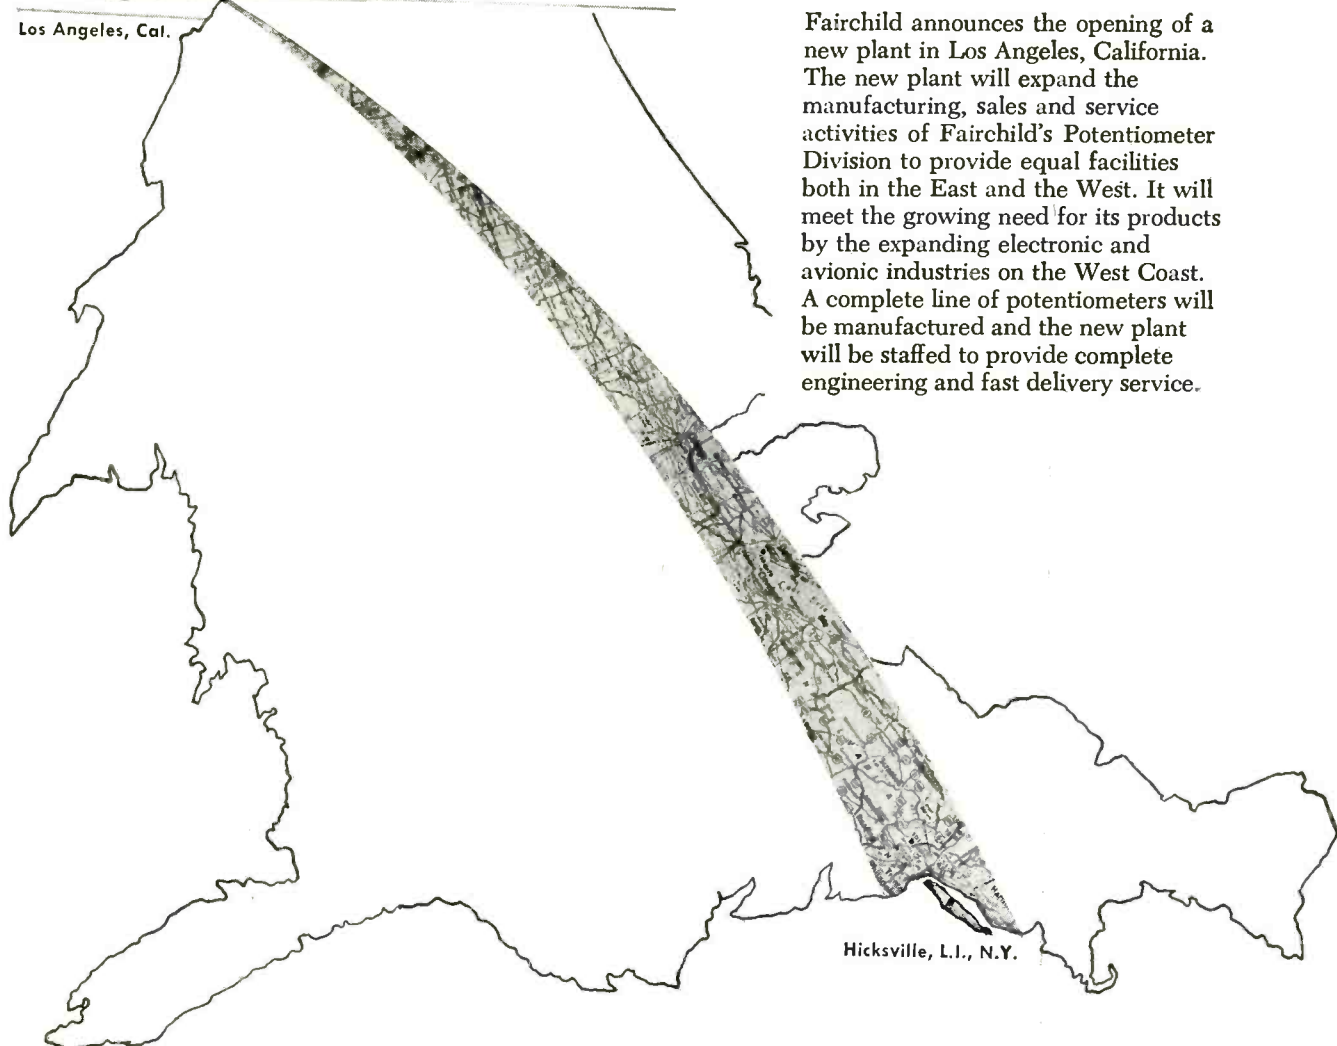 Los Angeles, Cal.
Fairchild announces the opening of a
new plant in Los Angeles, California.
The new plant will expand the
manufacturing, sales and service
activities of Fairchild's Potentiometer
Division to provide equal facilities
both in the East and the West. It will
meet the growing need for its products
by the expanding electronic and
avionic industries on the West Coast.
A complete line of potentiometers will
be manufactured and the new plant
will be staffed to provide complete
engineering and fast delivery service.
Hicksville, L.I., N.Y.